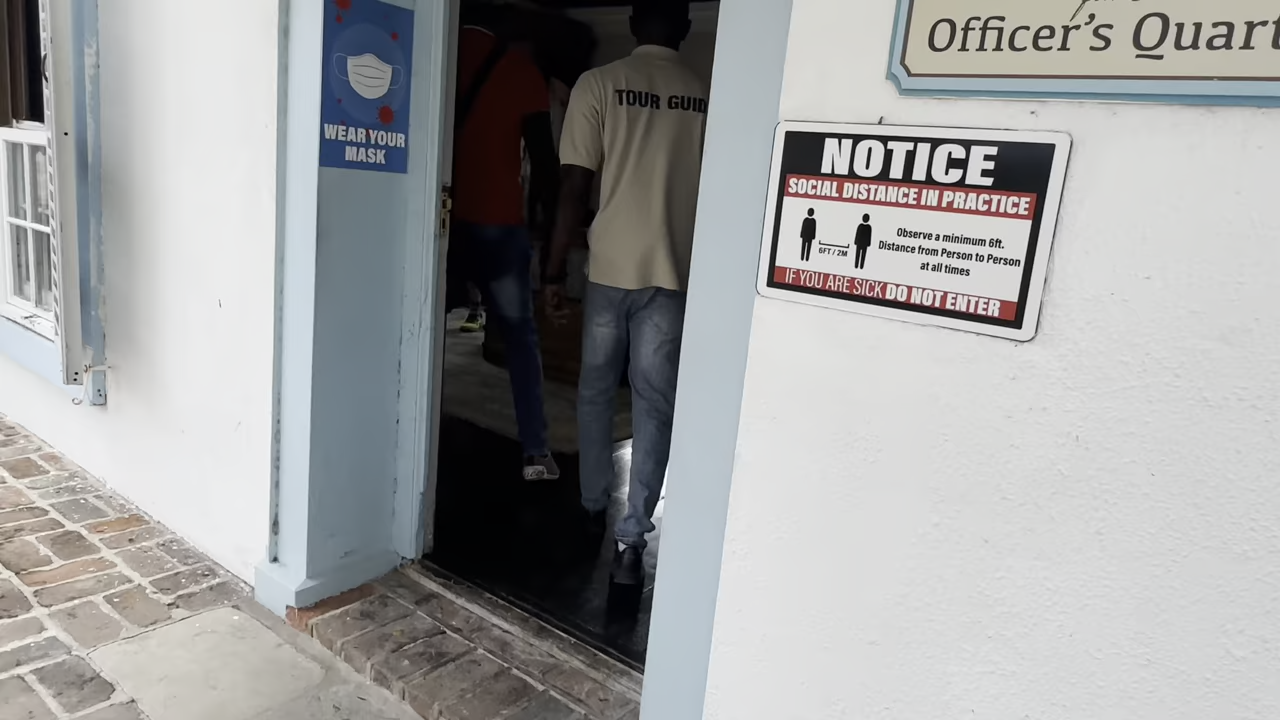 WEAR YOUR
MASK
TOUR GUID
Officer's Quart
NOTICE
SOCIAL DISTANCE IN PRACTICE
6FT / 2M
Observe a minimum 6ft.
Distance from Person to Person
at all times
IF YOU ARE SICK DO NOT ENTER